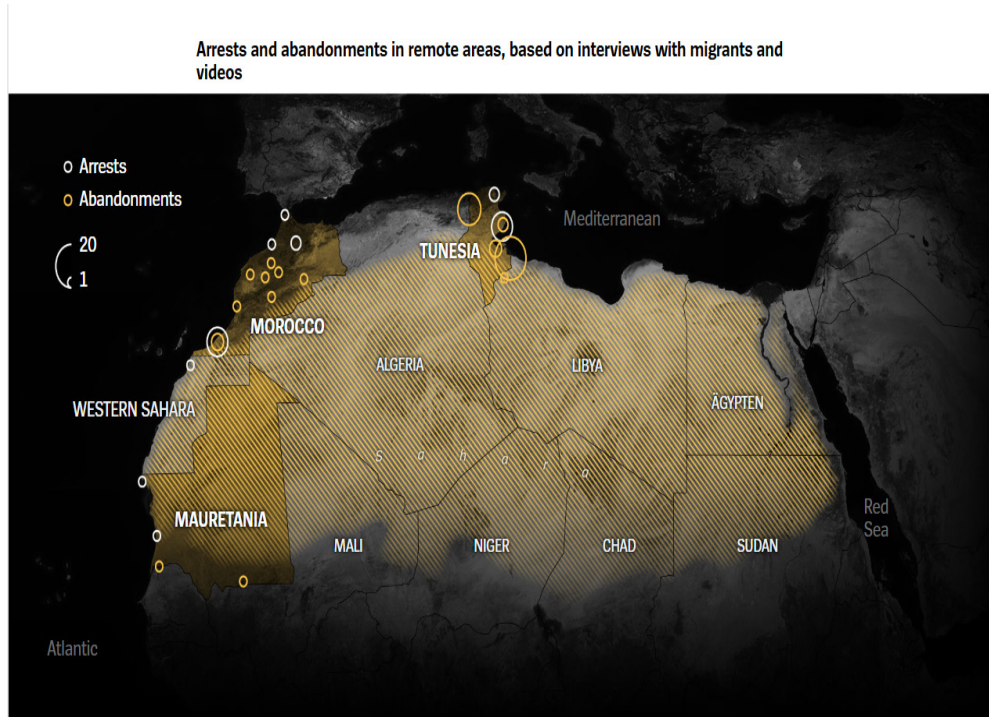 Arrests and abandonments in remote areas, based on interviews with migrants and
videos
Arrests
Abandonments
20
1
Mediterranean
TUNESIA
MOROCCO
ALGERIA
LIBYA
ÄGYPTEN
WESTERN SAHARA
Sahara
MAURETANIA
MALI
NIGER
CHAD
SUDAN
Red
Sea
Atlantic